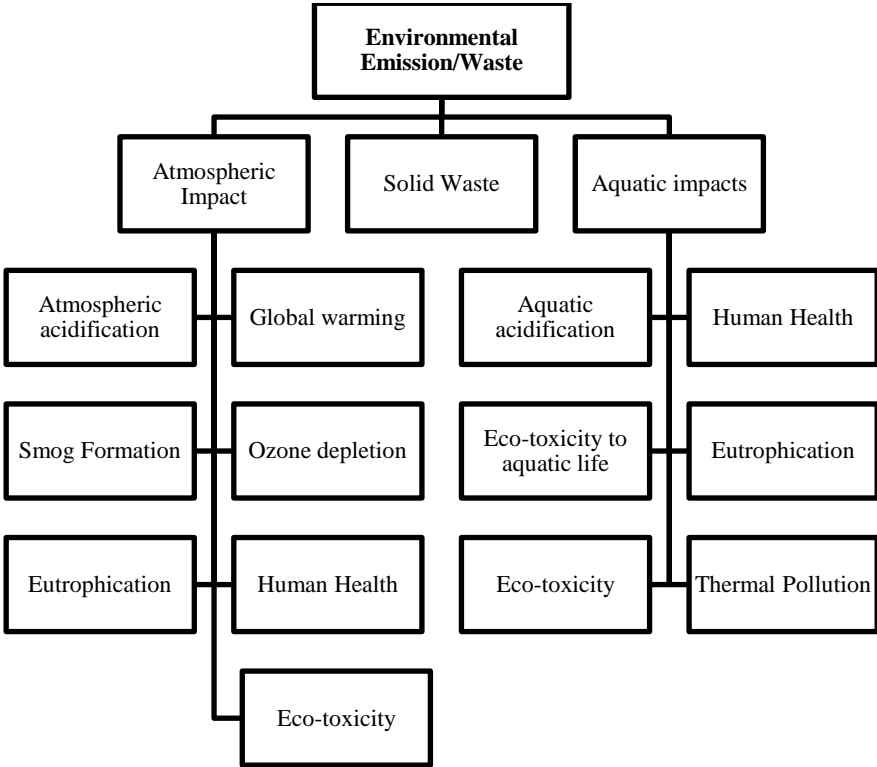 Environmental
Emission/Waste
Atmospheric
Impact
Solid Waste
Aquatic impacts
Atmospheric
acidification
Global warming
Aquatic
acidification
Human Health
Smog Formation
Ozone depletion
Eco-toxicity to
aquatic life
Eutrophication
Eutrophication
Human Health
Eco-toxicity
Thermal Pollution
Eco-toxicity